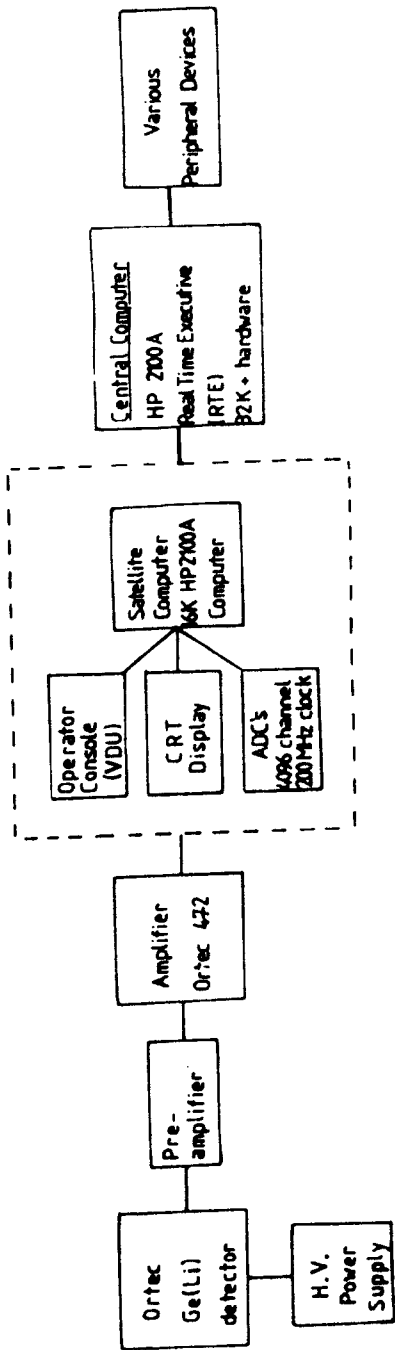 Ortec
Ge(Li)
detector
H.V.
Power
Supply
Pre-
amplifier
Amplifier
Ortec 472
Operator
Console
(VDU)
CRT
Display
ADC's
4096 channel
200MHz clock
Satellite
Computer
16K HP2100A
Computer
Central Computer
HP 2100A
Real Time Executive
(RTE)
32K + hardware
Various
Peripheral Devices